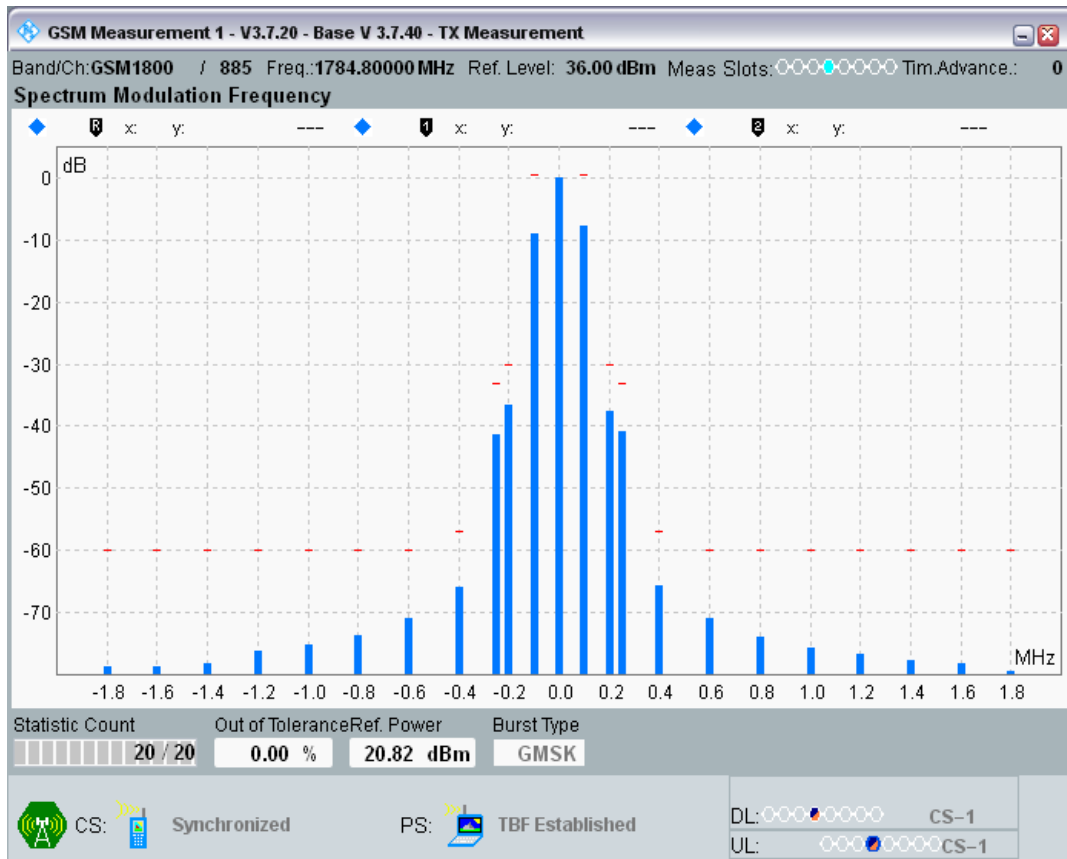 GSM Measurement 1 - V3.7.20 - Base V 3.7.40 - TX Measurement
Band/Ch:GSM1800 / 885 Freq.:1784.80000 MHz Ref. Level: 36.00 dBm Meas Slots: Tim.Advance.: 0
Spectrum Modulation Frequency
R x: y: --- 1 x: y: --- 2 x: y: ---
dB
0
-10
-20
-30
-40
-50
-60
-70
MHz
-1.8 -1.6 -1.4 -1.2 -1.0 -0.8 -0.6 -0.4 -0.2 0.0 0.2 0.4 0.6 0.8 1.0 1.2 1.4 1.6 1.8
Statistic Count Out of Tolerance Ref. Power Burst Type
20 / 20 0.00 % 20.82 dBm GMSK
CS: Synchronized PS: TBF Established
DL: CS-1
UL: CS-1